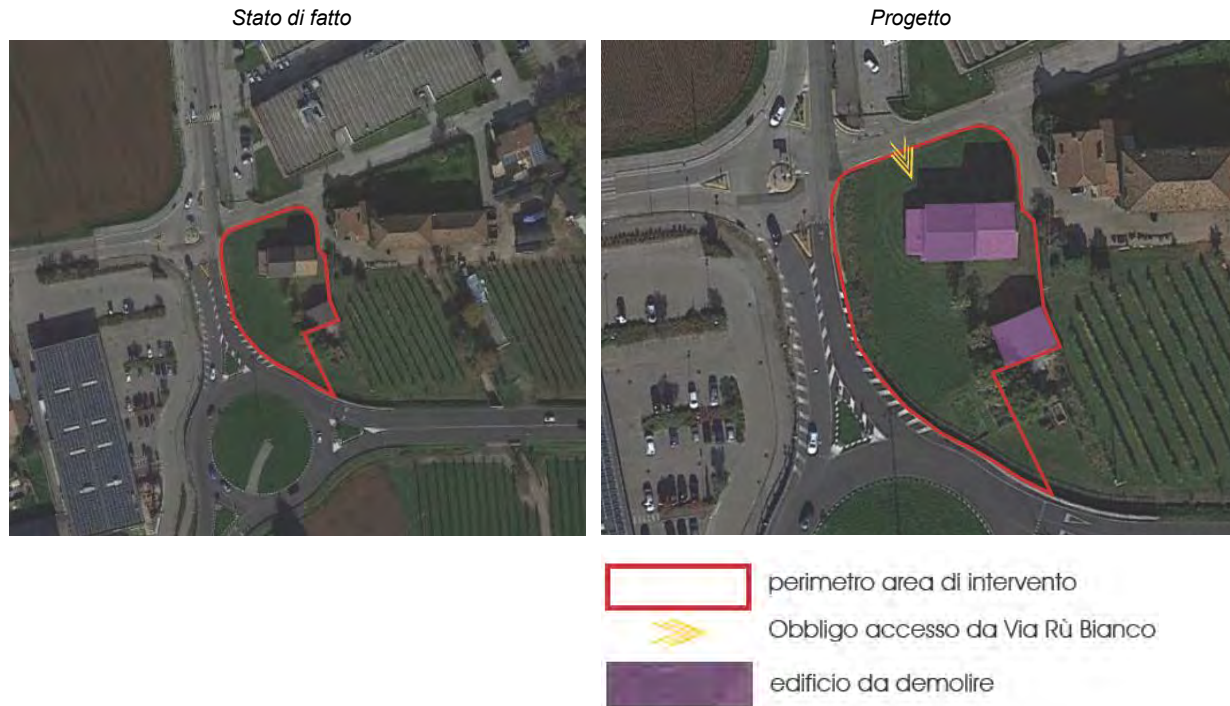 Stato di fatto
Progetto
perimetro area di intervento
Obbligo accesso da Via Rù Bianco
edificio da demolire